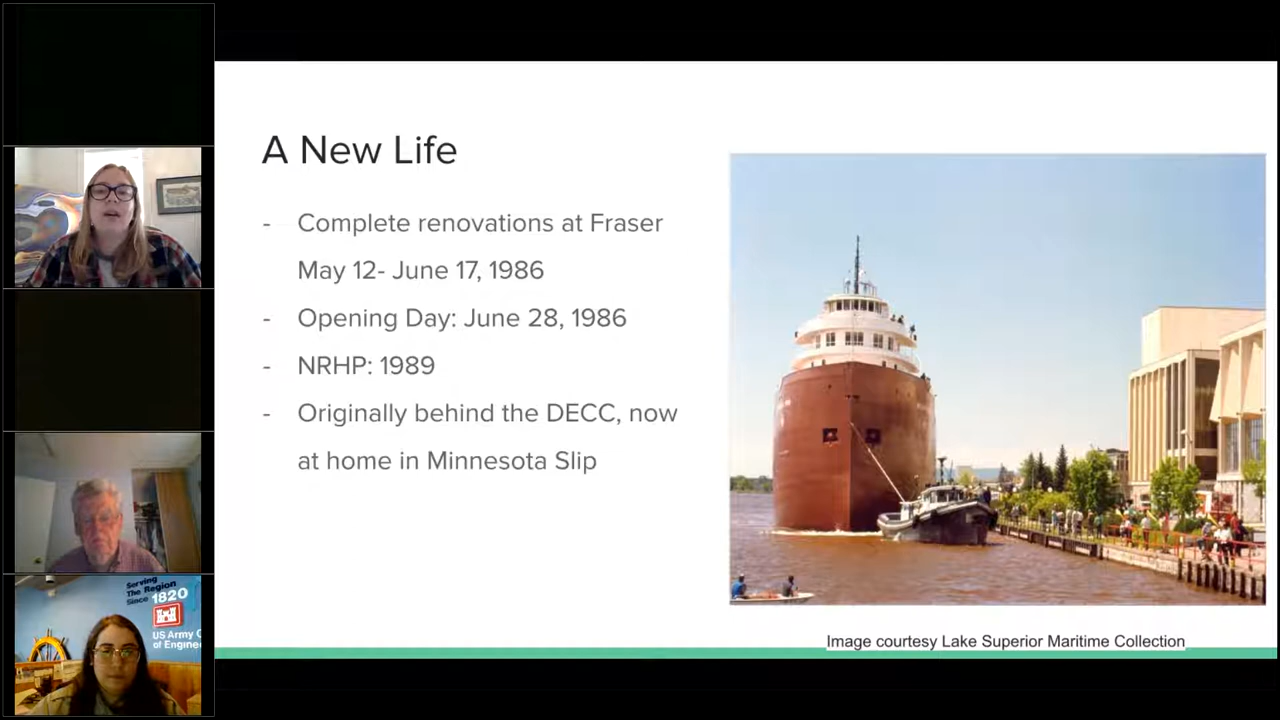 A New Life
- Complete renovations at Fraser
May 12- June 17, 1986
- Opening Day: June 28, 1986
- NRHP: 1989
- Originally behind the DECC, now
at home in Minnesota Slip
Image courtesy Lake Superior Maritime Collection
Serving
The Region
Since 1820
US Army
of Engine